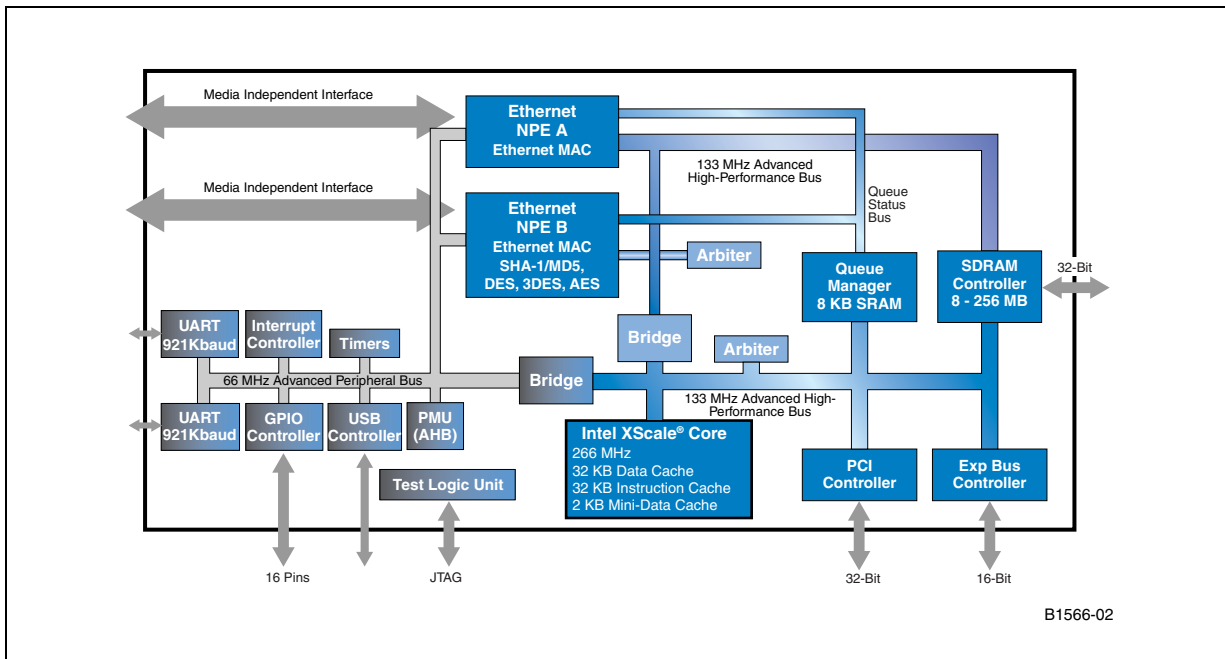 Media Independent Interface
Ethernet
NPE A
Ethernet MAC
133 MHz Advanced
High-Performance Bus
Media Independent Interface
Ethernet
NPE B
Ethernet MAC
SHA-1/MD5,
DES, 3DES, AES
Queue
Status
Bus
Arbiter
Queue
Manager
8 KB SRAM
SDRAM
Controller
8 - 256 MB
32-Bit
UART
921Kbaud
Interrupt
Controller
Timers
Bridge
Arbiter
66 MHz Advanced Peripheral Bus
Bridge
133 MHz Advanced High-
Performance Bus
UART
921Kbaud
GPIO
Controller
USB
Controller
PMU
(AHB)
Intel XScale® Core
266 MHz
32 KB Data Cache
32 KB Instruction Cache
2 KB Mini-Data Cache
PCI
Controller
Exp Bus
Controller
Test Logic Unit
16 Pins
JTAG
32-Bit
16-Bit
B1566-02